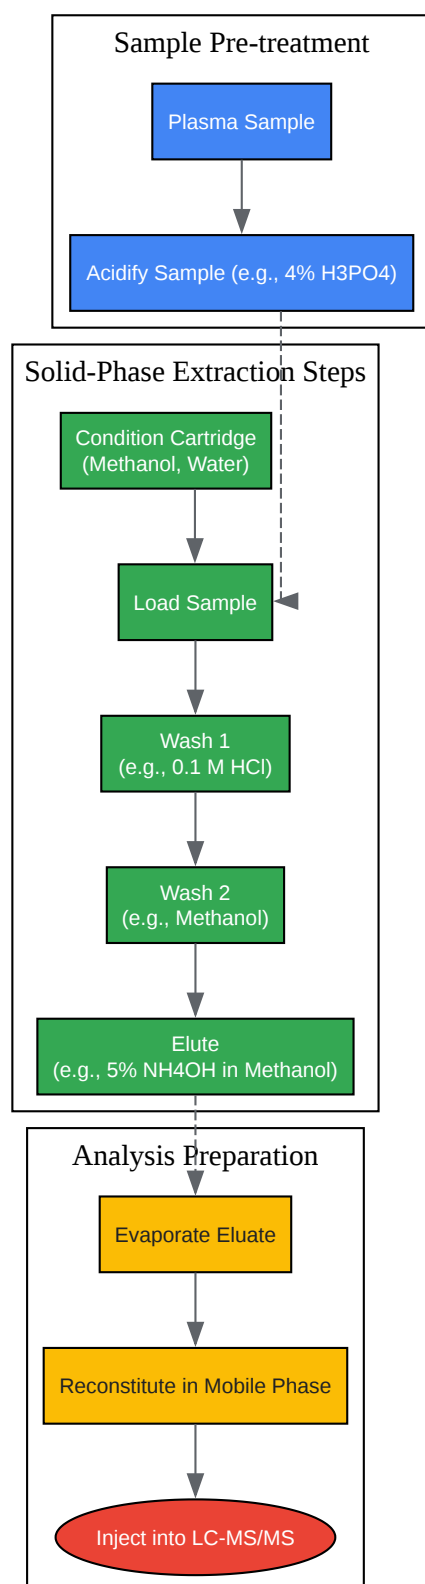 Sample Pre-treatment
Plasma Sample
Acidify Sample (e.g., 4% H3PO4)
Solid-Phase Extraction Steps
Condition Cartridge
(Methanol, Water)
Load Sample
Wash 1
(e.g., 0.1 M HCl)
Wash 2
(e.g., Methanol)
Elute
(e.g., 5% NH4OH in Methanol)
Analysis Preparation
Evaporate Eluate
Reconstitute in Mobile Phase
Inject into LC-MS/MS